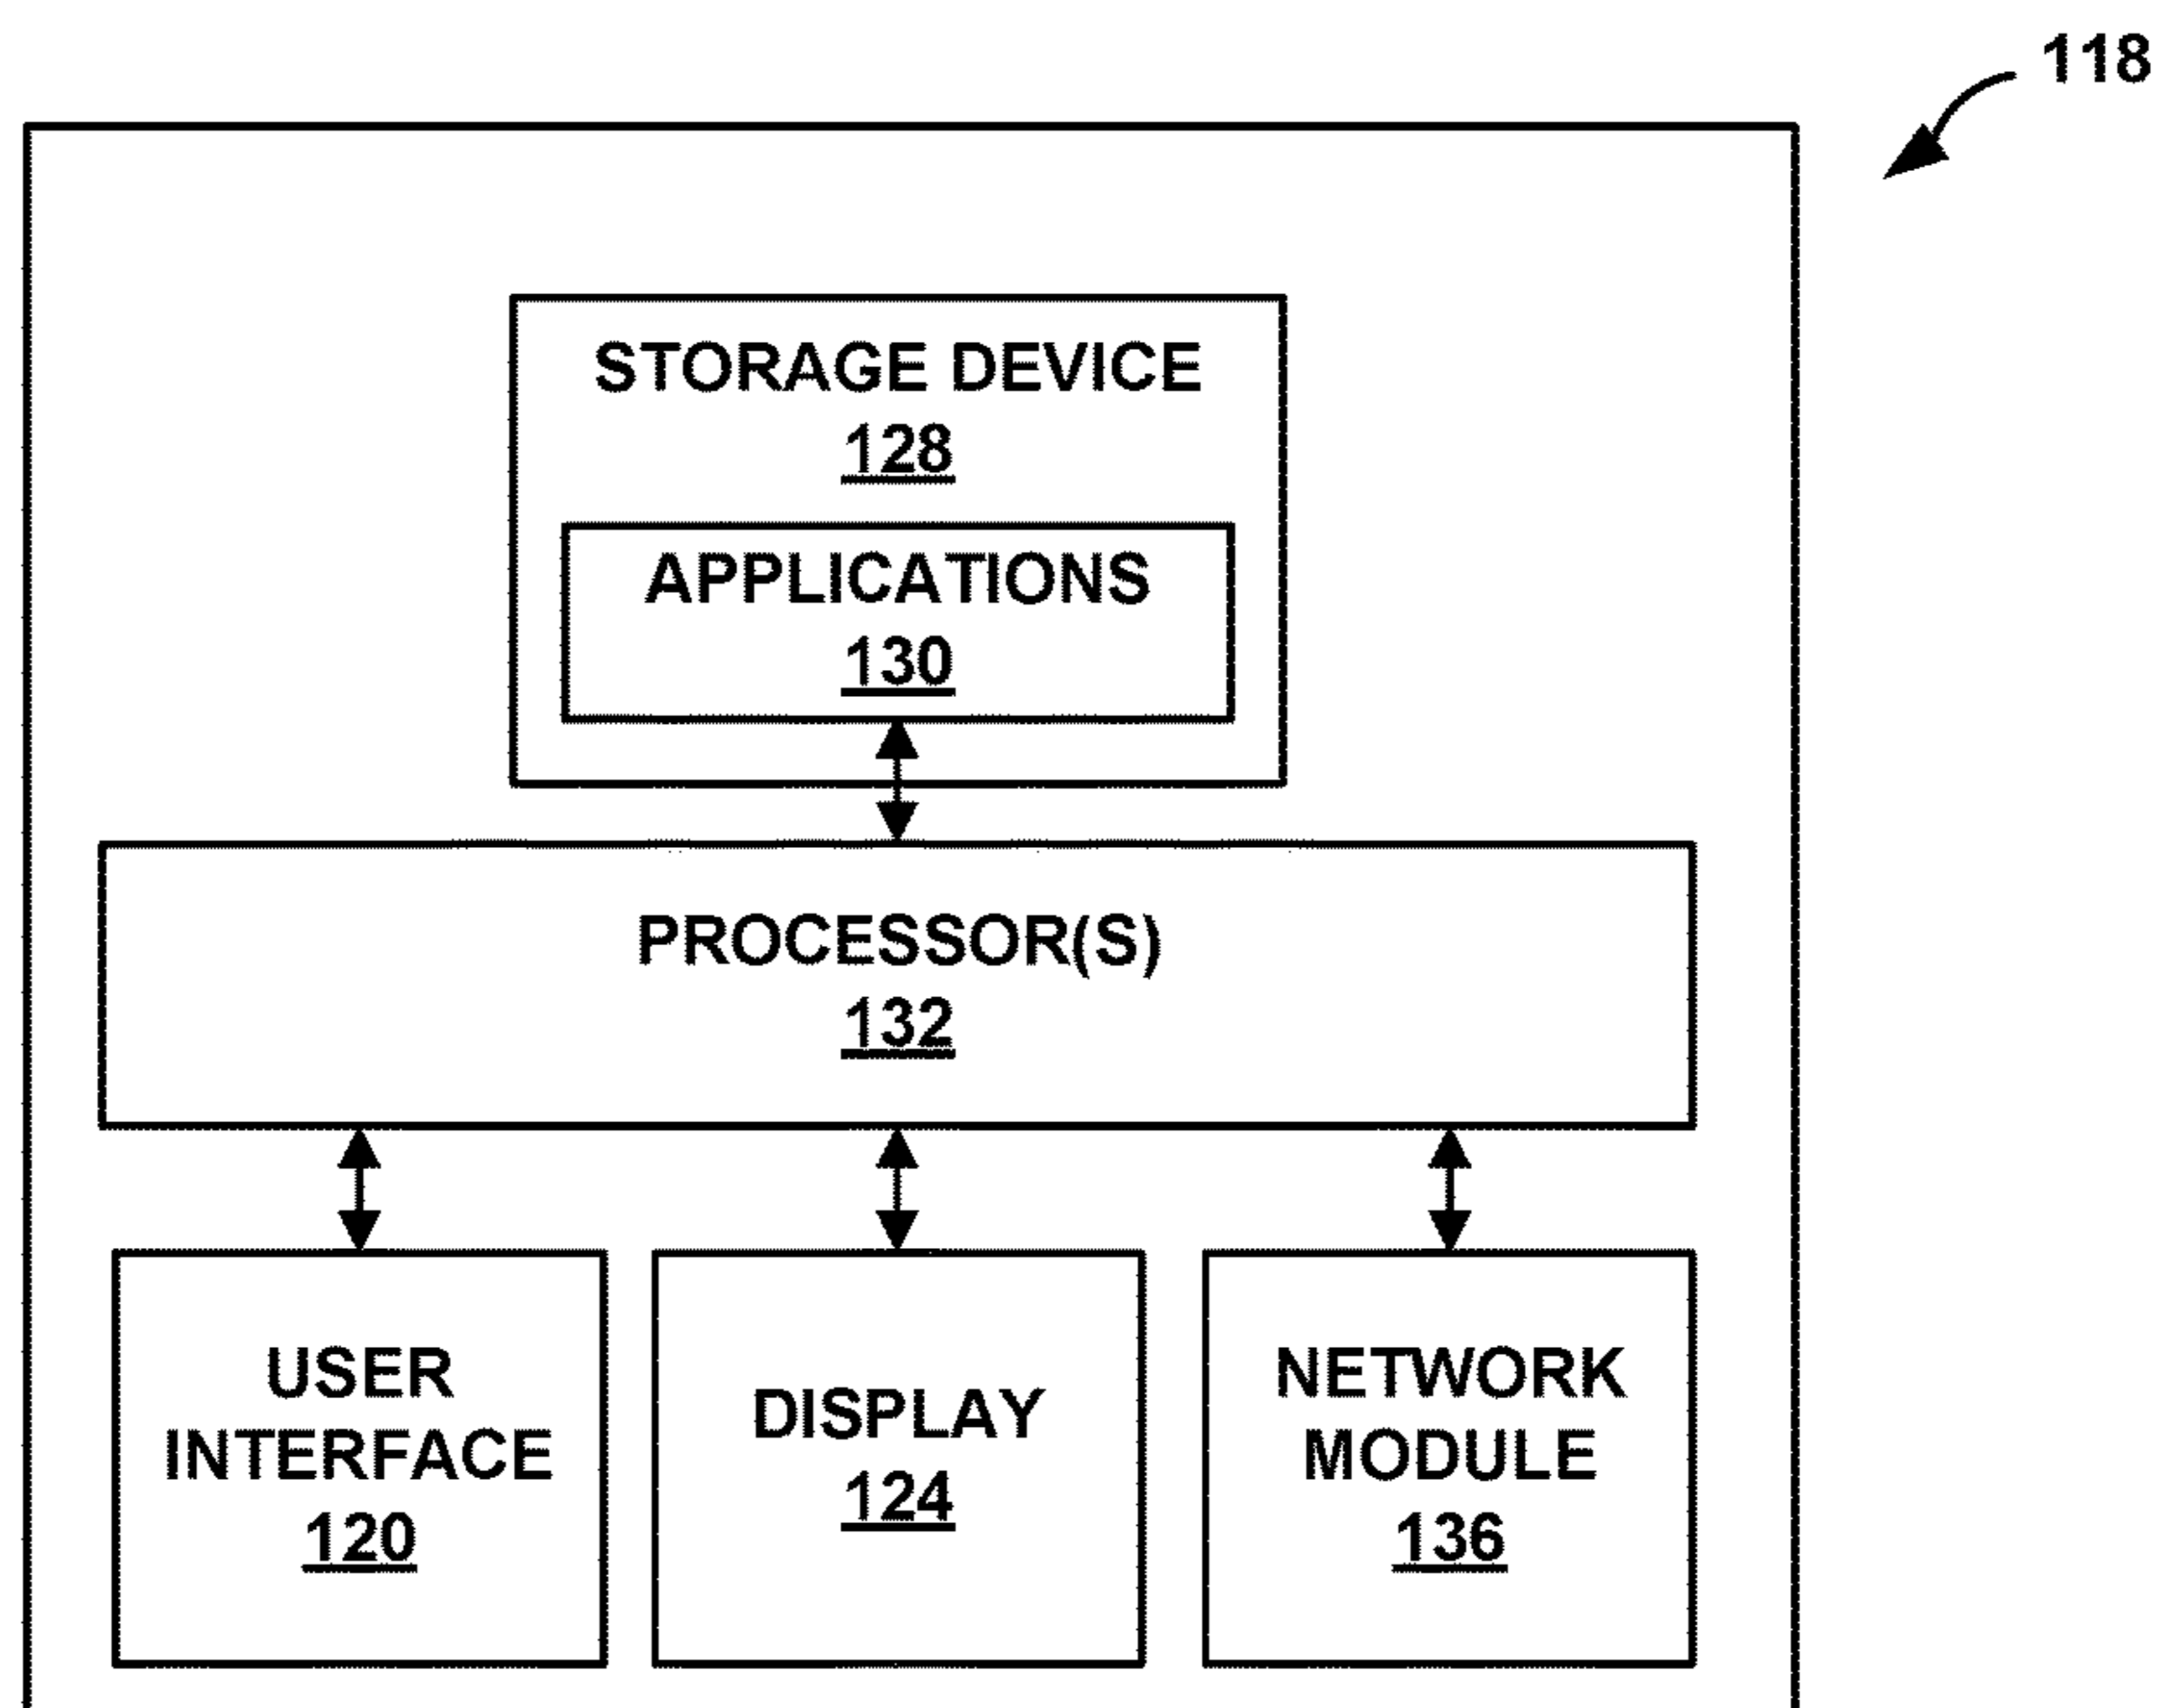 118
STORAGE DEVICE
128
APPLICATIONS
130
PROCESSOR(S)
132
USER
INTERFACE
120
DISPLAY
124
NETWORK
MODULE
136